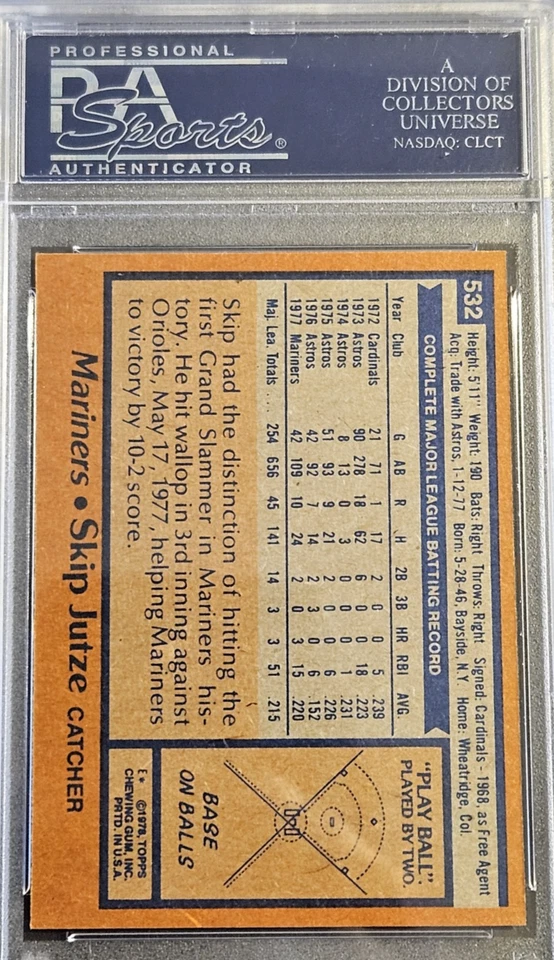 PROFESSIONAL
PSA
Sports®
AUTHENTICATOR
A
DIVISION OF
COLLECTORS
UNIVERSE
NASDAQ: CLCT
532
Height: 5'11" Weight: 190 Bats: Right Throws: Right Signed: Cardinals - 1968, as Free Agent
Acq: Trade with Astros, 1-12-77 Born: 5-28-46, Bayside, N.Y. Home: Wheatridge, Col.
COMPLETE MAJOR LEAGUE BATTING RECORD
Year Club G AB R H 2B 3B HR RBI AVG.
1972 Cardinals 21 71 1 17 2 0 0 5 .239
1973 Astros 90 278 18 62 6 0 0 18 .223
1974 Astros 8 13 0 3 0 0 0 1 .231
1975 Astros 51 93 9 21 2 0 0 6 .226
1976 Astros 42 92 7 14 2 3 0 6 .152
1977 Mariners 42 109 10 24 2 0 3 15 .220
Maj. Lea. Totals ... 254 656 45 141 14 3 3 51 .215
Skip had the distinction of hitting the
first Grand Slammer in Mariners his-
tory. He hit wallop in 3rd inning against
Orioles, May 17, 1977, helping Mariners
to victory by 10-2 score.
"PLAY BALL"
PLAYED BY TWO.
BASE
ON BALLS
E* ©1978, TOPPS
CHEWING GUM, INC.
PRTD. IN U.S.A.
Mariners • Skip Jutze CATCHER